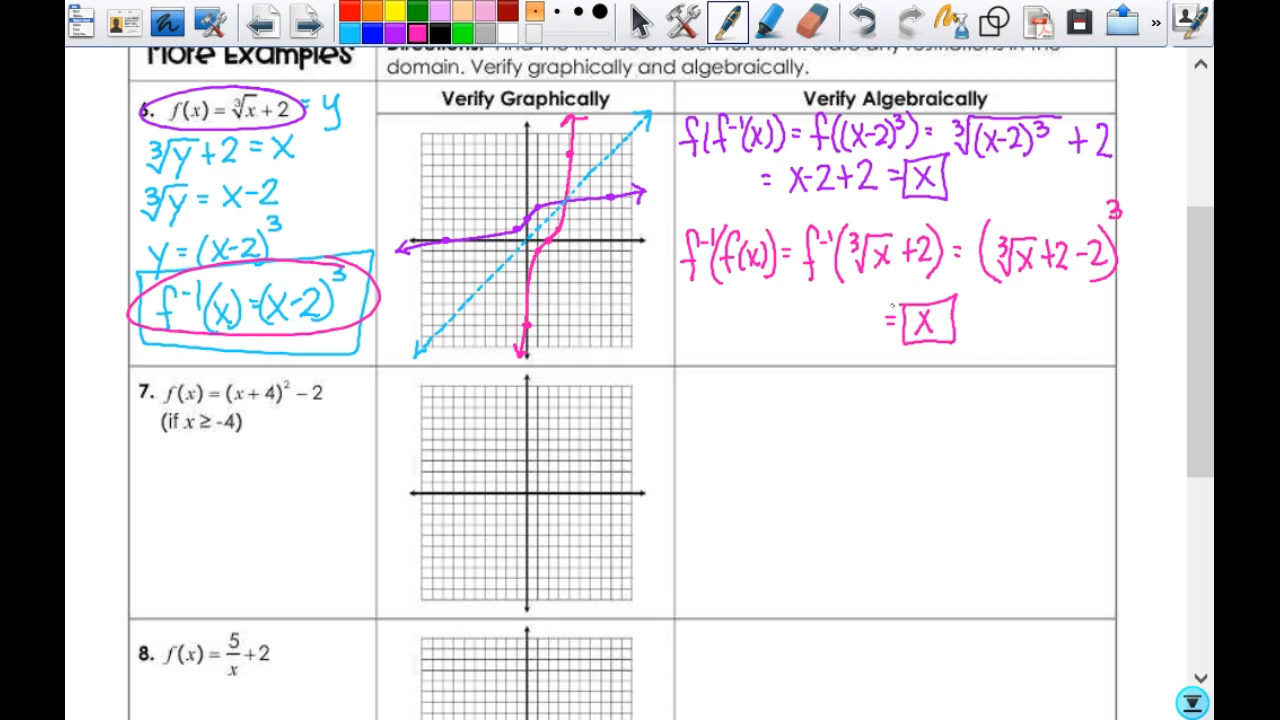 More Examples
Directions: Find the inverse of each function. State any restrictions in the
domain. Verify graphically and algebraically.
Verify Graphically
Verify Algebraically
6. f(x) = ∛x + 2 = y
∛y + 2 = x
∛y = x - 2
y = (x-2)³
f⁻¹(x) = (x-2)³
f(f⁻¹(x)) = f((x-2)³) = ∛(x-2)³ + 2
= x-2+2 = x
f⁻¹(f(x)) = f⁻¹(∛x + 2) = (∛x + 2 - 2)³
= x
7. f(x) = (x + 4)² − 2
(if x ≥ -4)
8. f(x) = 5/x + 2